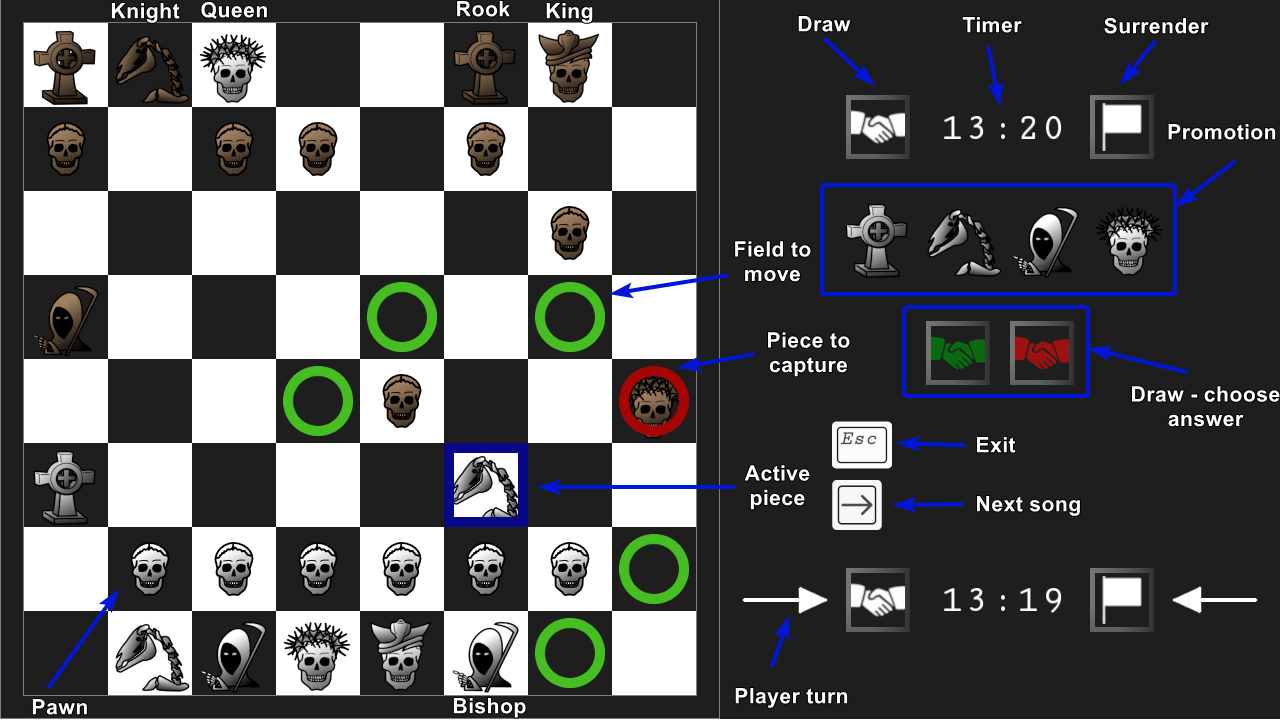 Knight Queen Rook King
Draw Timer Surrender
13:20
Promotion
Field to
move
Piece to
capture
Draw - choose
answer
Esc
Exit
Active
piece
Next song
13:19
Player turn
Pawn
Bishop